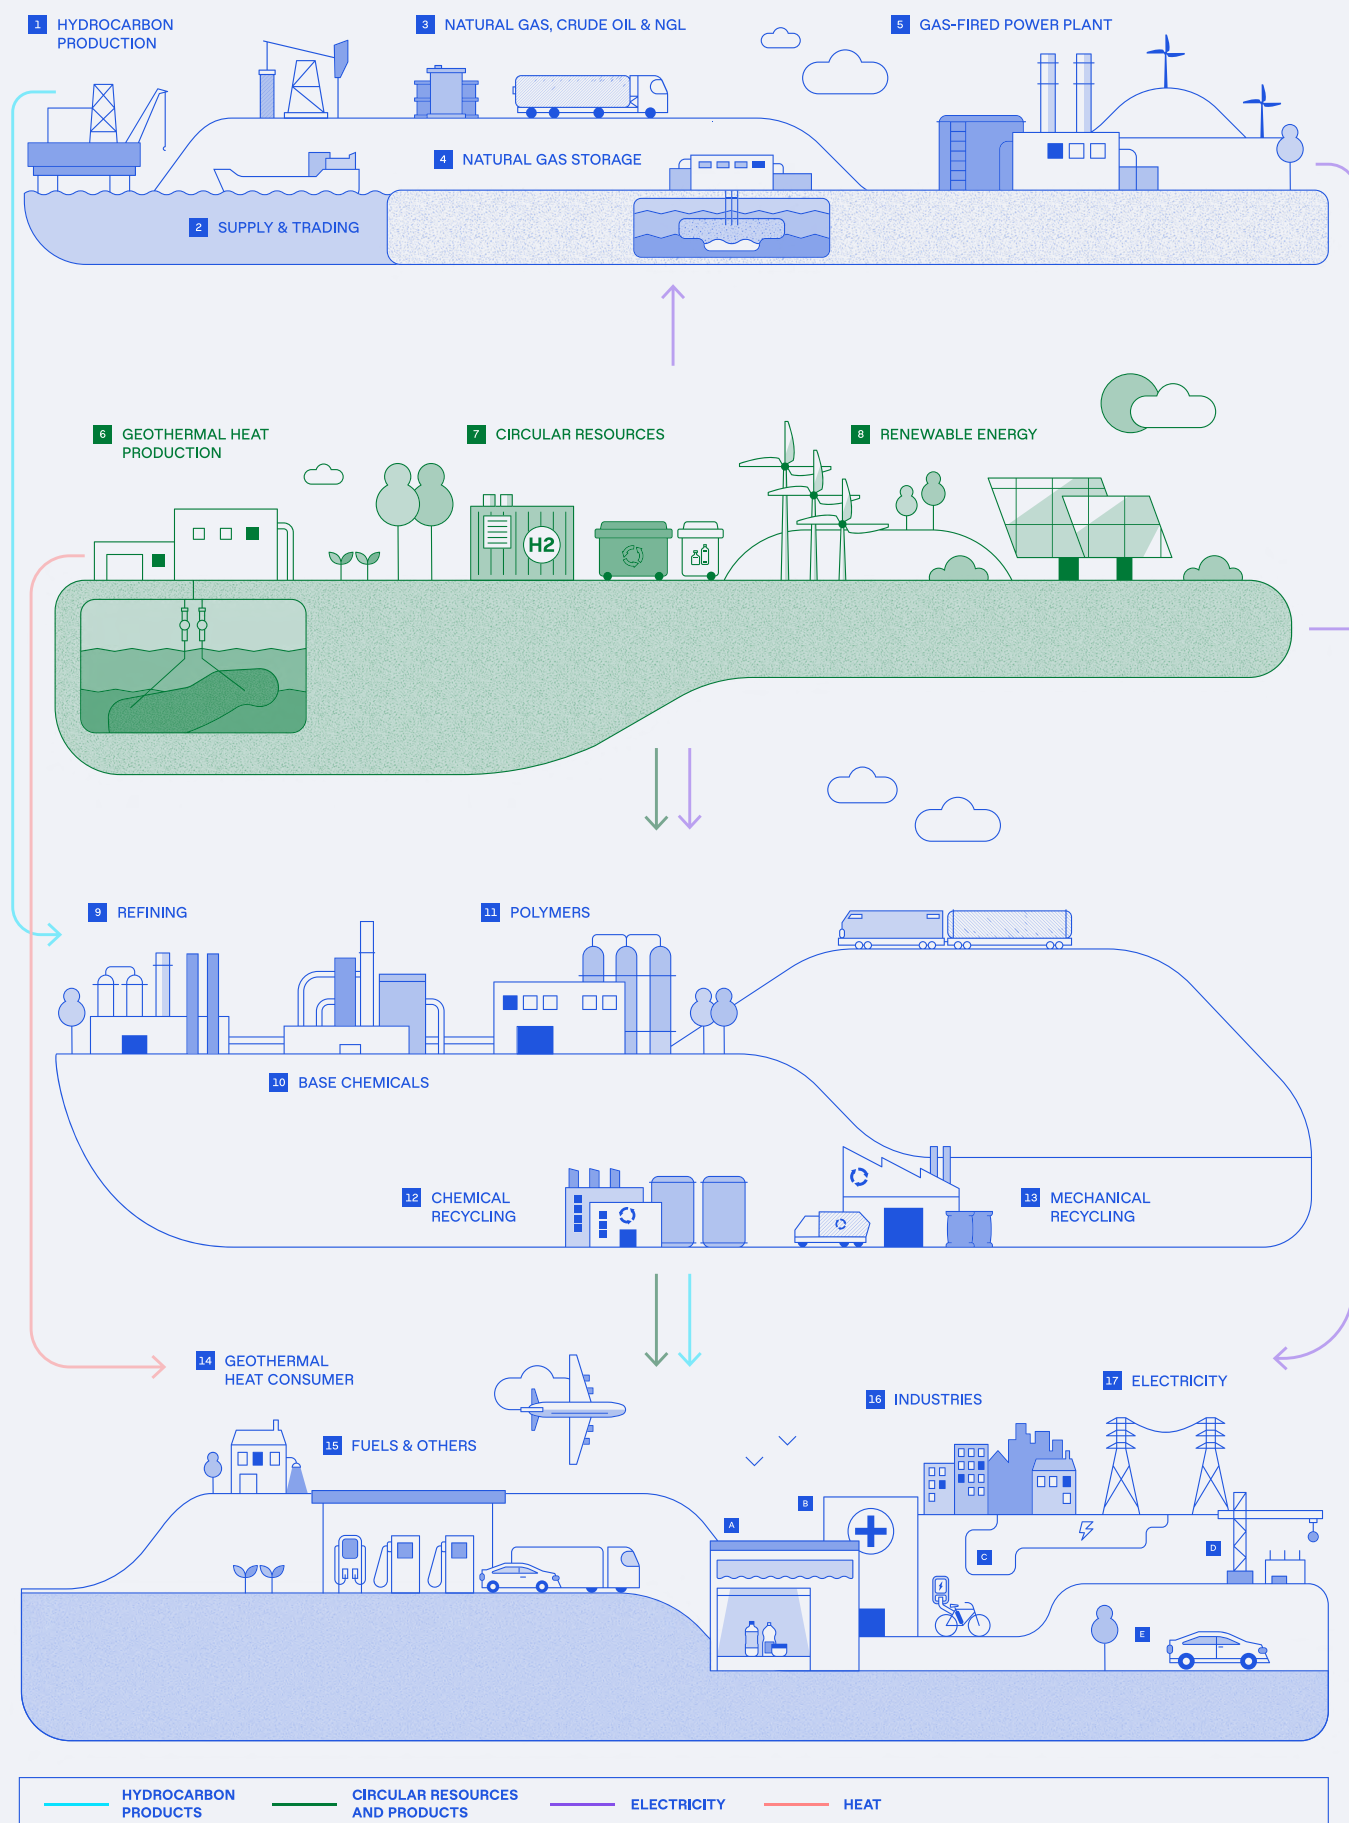 1 HYDROCARBON
PRODUCTION
3 NATURAL GAS, CRUDE OIL & NGL
5 GAS-FIRED POWER PLANT
4 NATURAL GAS STORAGE
2 SUPPLY & TRADING
6 GEOTHERMAL HEAT
PRODUCTION
7 CIRCULAR RESOURCES
8 RENEWABLE ENERGY
H2
9 REFINING
11 POLYMERS
10 BASE CHEMICALS
12 CHEMICAL
RECYCLING
13 MECHANICAL
RECYCLING
14 GEOTHERMAL
HEAT CONSUMER
17 ELECTRICITY
16 INDUSTRIES
15 FUELS & OTHERS
B
A
D
C
E
HYDROCARBON
PRODUCTS
CIRCULAR RESOURCES
AND PRODUCTS
ELECTRICITY
HEAT